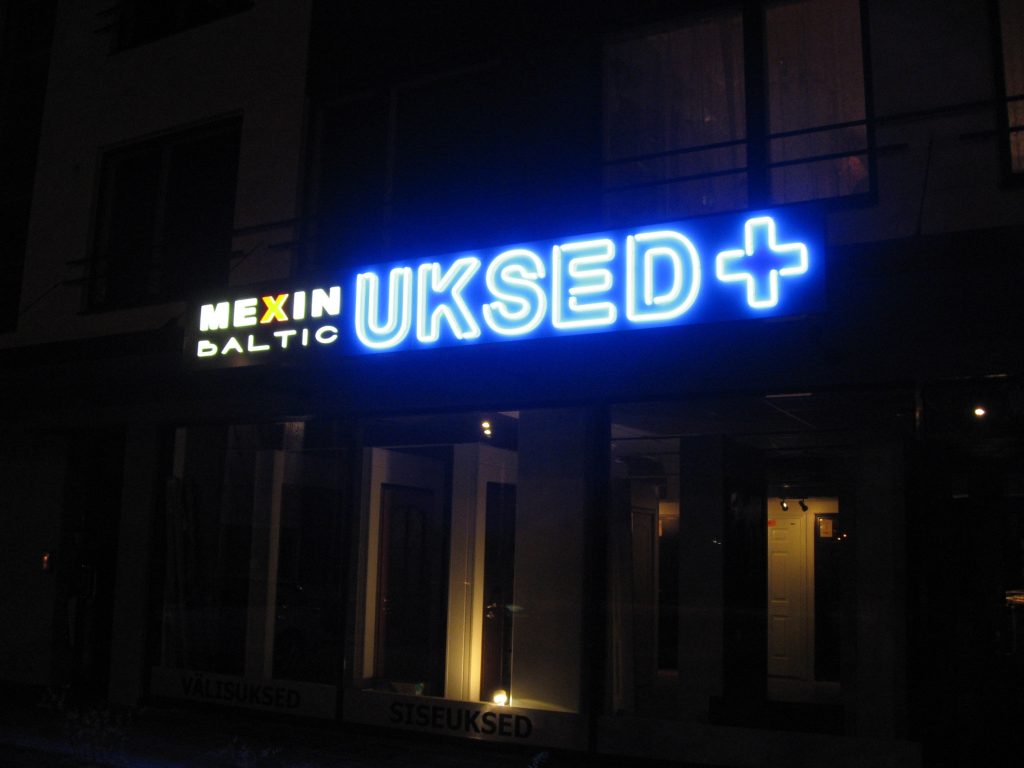 MEXIN
BALTIC
UKSED+
VÄLISUKSED
SISEUKSED